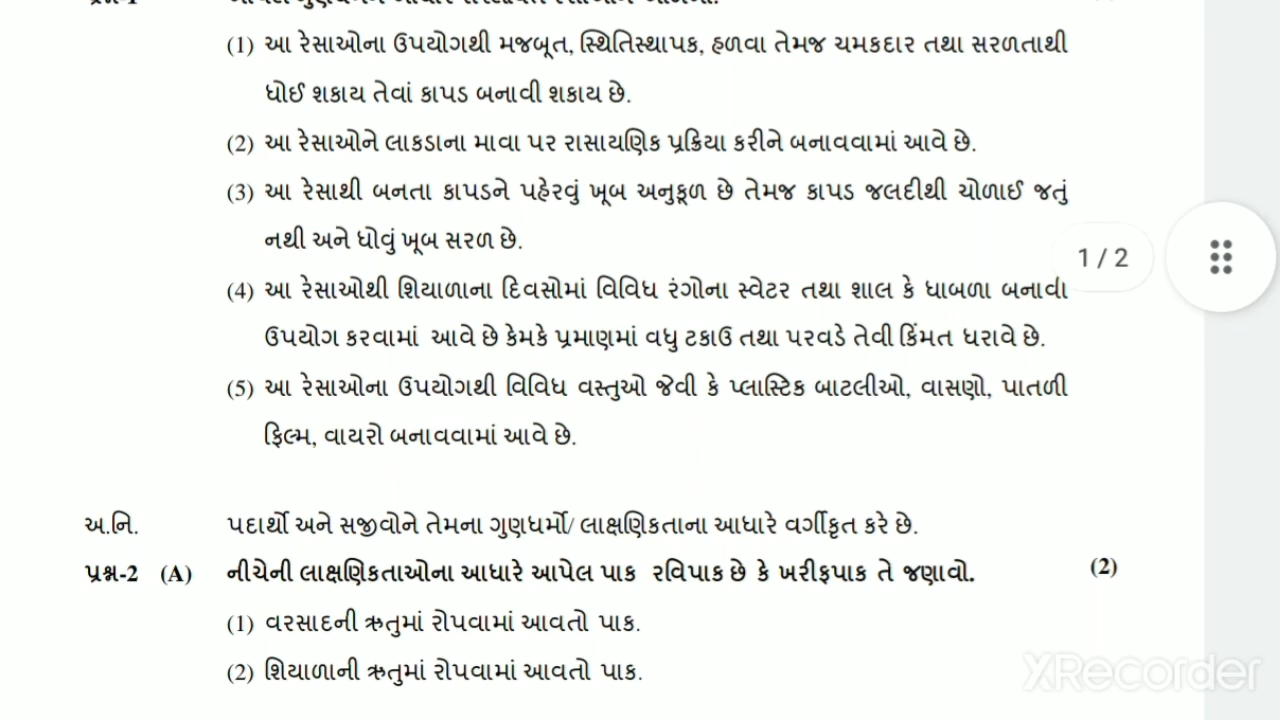 (1) આ રેસાઓના ઉપયોગથી મજબૂત, સ્થિતિસ્થાપક, હળવા તેમજ ચમકદાર તથા સરળતાથી
ધોઈ શકાય તેવાં કાપડ બનાવી શકાય છે.
(2) આ રેસાઓને લાકડાના માવા પર રાસાયણિક પ્રક્રિયા કરીને બનાવવામાં આવે છે.
(3) આ રેસાથી બનતા કાપડને પહેરવું ખૂબ અનુકૂળ છે તેમજ કાપડ જલદીથી ચોળાઈ જતું
નથી અને ધોવું ખૂબ સરળ છે.
1 / 2
(4) આ રેસાઓથી શિયાળાના દિવસોમાં વિવિધ રંગોના સ્વેટર તથા શાલ કે ધાબળા બનાવી
ઉપયોગ કરવામાં આવે છે કેમકે પ્રમાણમાં વધુ ટકાઉ તથા પરવડે તેવી કિંમત ધરાવે છે.
(5) આ રેસાઓના ઉપયોગથી વિવિધ વસ્તુઓ જેવી કે પ્લાસ્ટિક બાટલીઓ, વાસણો, પાતળી
ફિલ્મ, વાયરો બનાવવામાં આવે છે.
અ.નિ. પદાર્થો અને સજીવોને તેમના ગુણધર્મો/ લાક્ષણિકતાના આધારે વર્ગીકૃત કરે છે.
પ્રશ્ન-2 (A) નીચેની લાક્ષણિકતાઓના આધારે આપેલ પાક રવિપાક છે કે ખરીફપાક તે જણાવો. (2)
(1) વરસાદની ઋતુમાં રોપવામાં આવતો પાક.
(2) શિયાળાની ઋતુમાં રોપવામાં આવતો પાક.
XRecorder